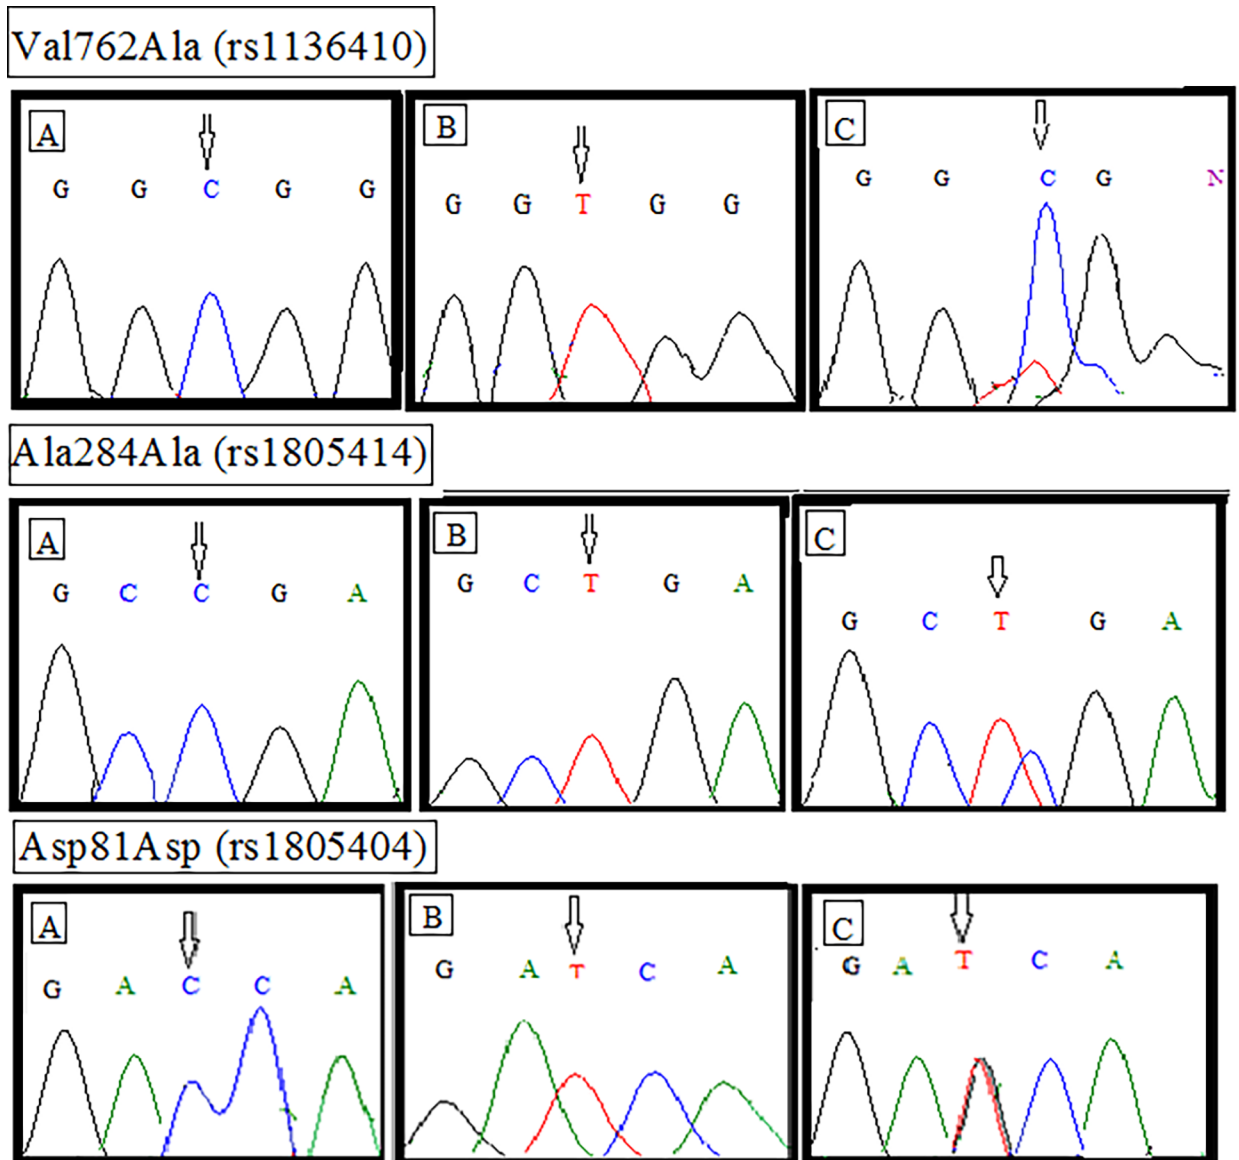 Val762Ala (rs1136410)
A
B
C
G G C G G
G G T G G
G G C G N
Ala284Ala (rs1805414)
A
B
C
G C C G A
G C T G A
G C T G A
Asp81Asp (rs1805404)
A
B
C
G A C C A
G A T C A
G A T C A